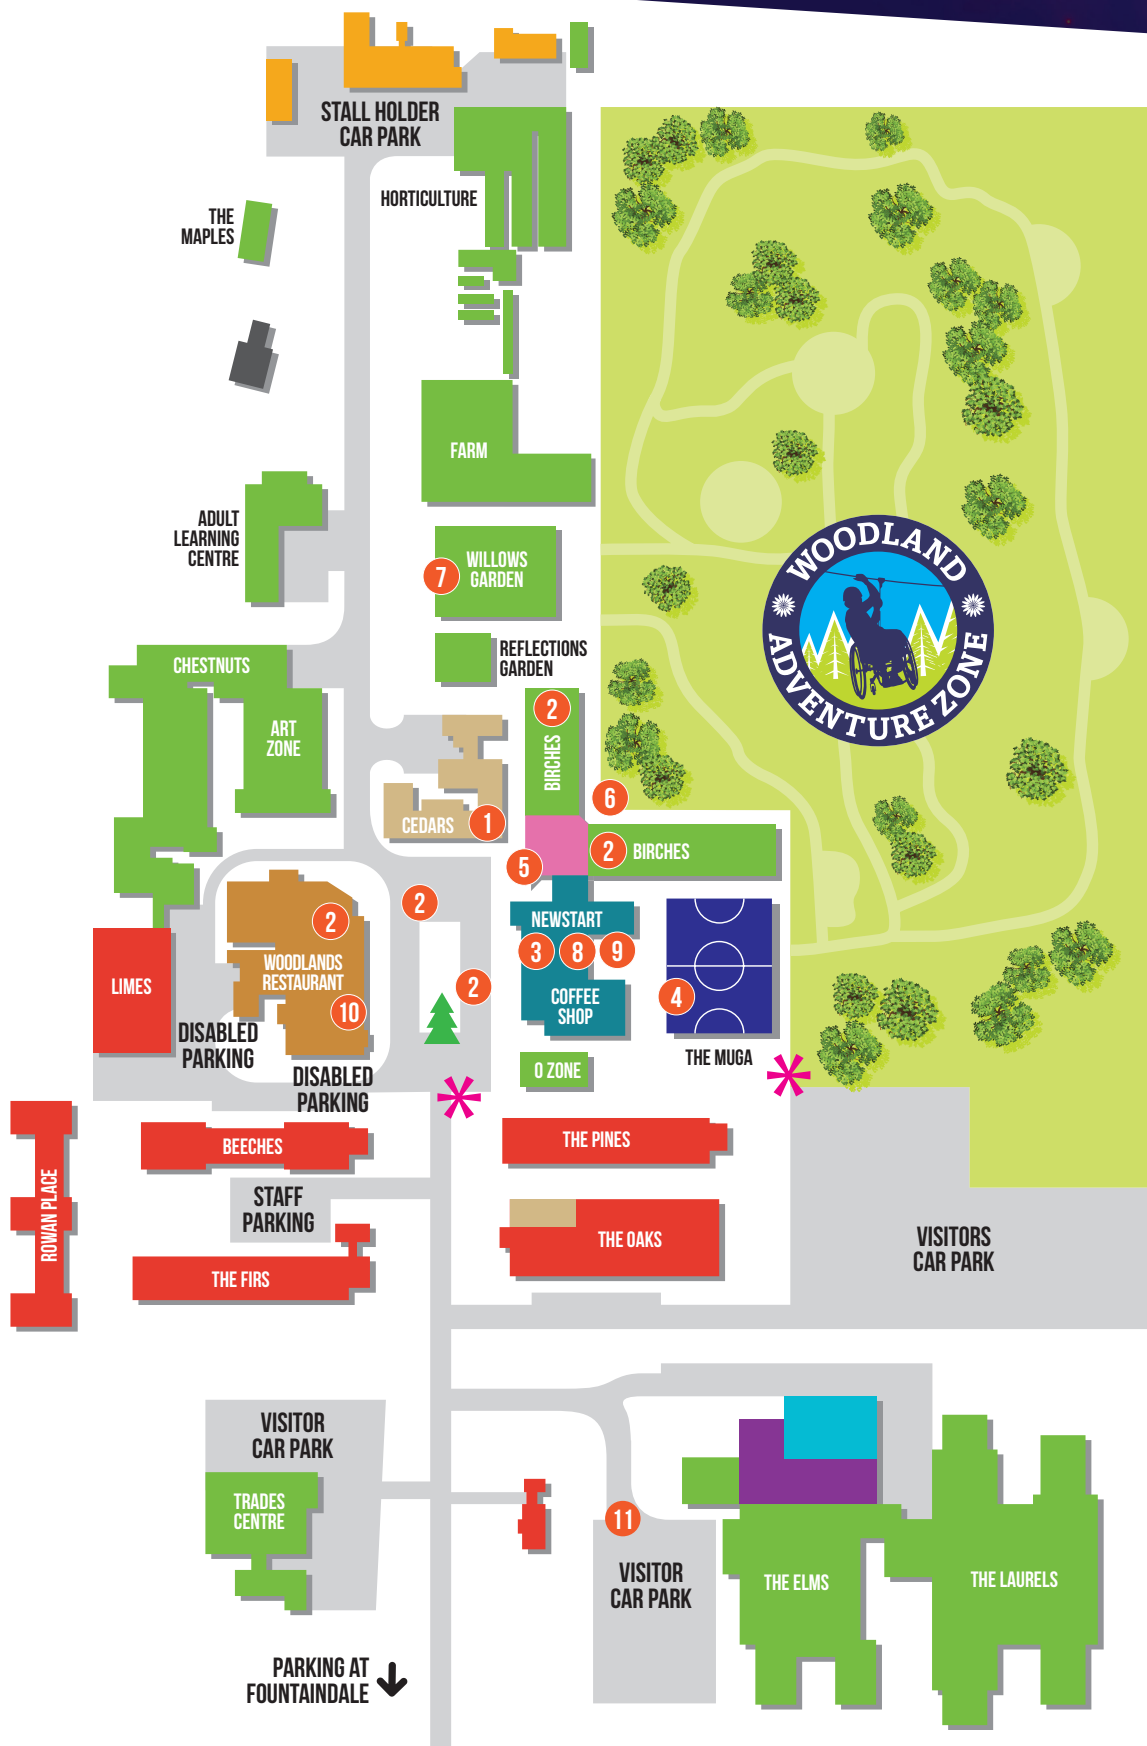 STALL HOLDER
CAR PARK
HORTICULTURE
THE
MAPLES
FARM
ADULT
LEARNING
CENTRE
7
WILLOWS
GARDEN
WOODLAND
ADVENTURE ZONE
REFLECTIONS
GARDEN
CHESTNUTS
ART
ZONE
2
BIRCHES
6
CEDARS
1
2
BIRCHES
5
2
2
NEWSTART
3
8
9
WOODLANDS
RESTAURANT
10
LIMES
2
COFFEE
SHOP
4
DISABLED
PARKING
THE MUGA
O ZONE
DISABLED
PARKING
BEECHES
THE PINES
ROWAN PLACE
STAFF
PARKING
THE OAKS
VISITORS
CAR PARK
THE FIRS
VISITOR
CAR PARK
TRADES
CENTRE
11
VISITOR
CAR PARK
THE ELMS
THE LAURELS
PARKING AT
FOUNTAINDALE